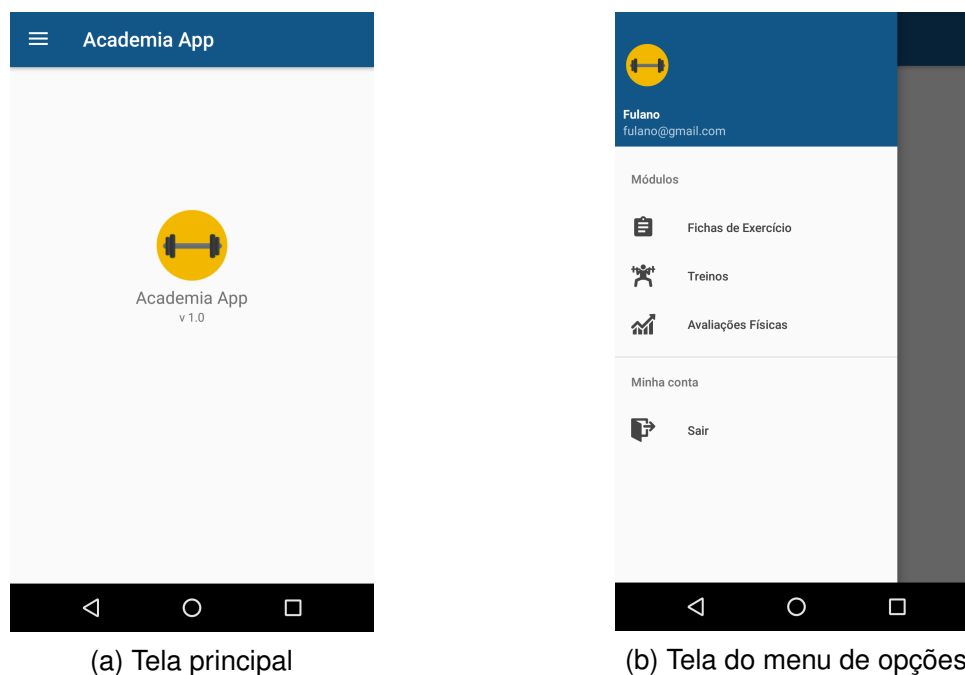 Academia App
Academia App
v 1.0
(a) Tela principal
Fulano
fulano@gmail.com
Módulos
Fichas de Exercício
Treinos
Avaliações Físicas
Minha conta
Sair
(b) Tela do menu de opções